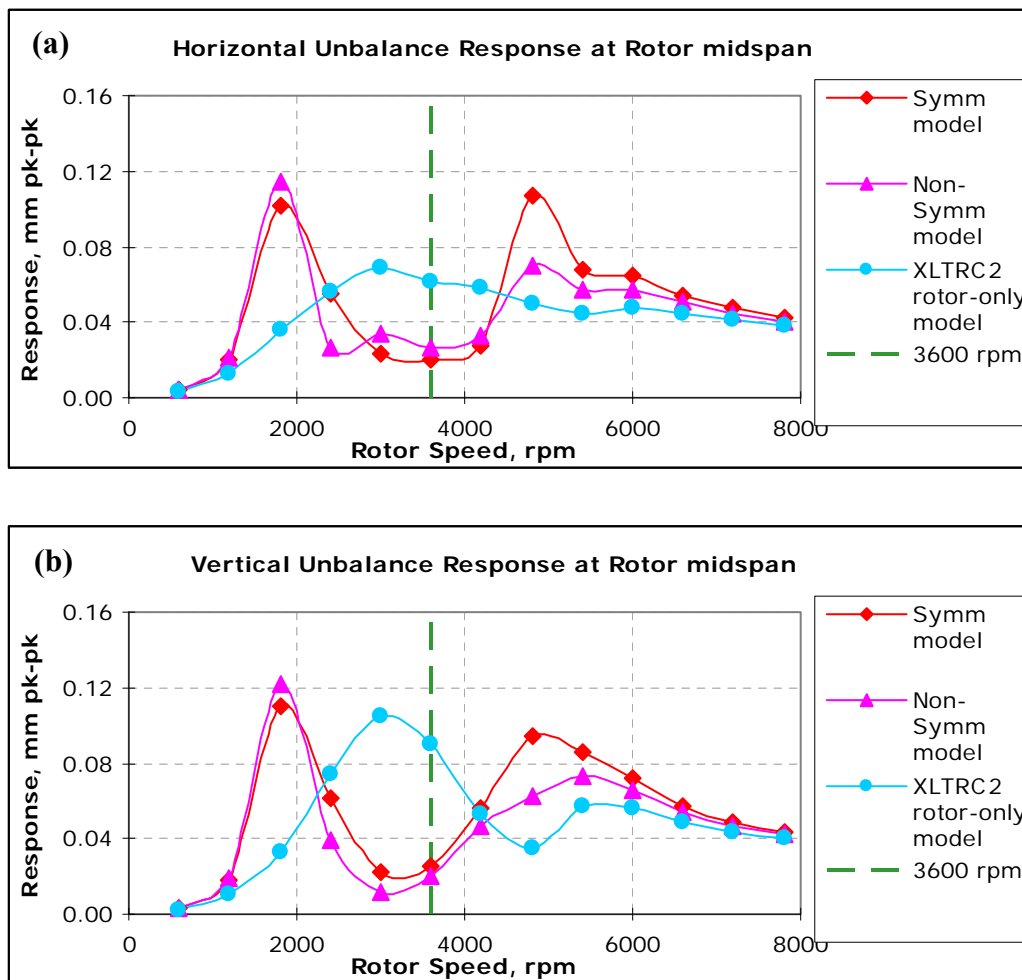 (a)
Horizontal Unbalance Response at Rotor midspan
Response, mm pk-pk
0.16
0.12
0.08
0.04
0.00
0
2000
4000
6000
8000
Rotor Speed, rpm
Symm
model
Non-
Symm
model
XLTRC2
rotor-only
model
3600 rpm
(b)
Vertical Unbalance Response at Rotor midspan
Response, mm pk-pk
0.16
0.12
0.08
0.04
0.00
0
2000
4000
6000
8000
Rotor Speed, rpm
Symm
model
Non-
Symm
model
XLTRC2
rotor-only
model
3600 rpm